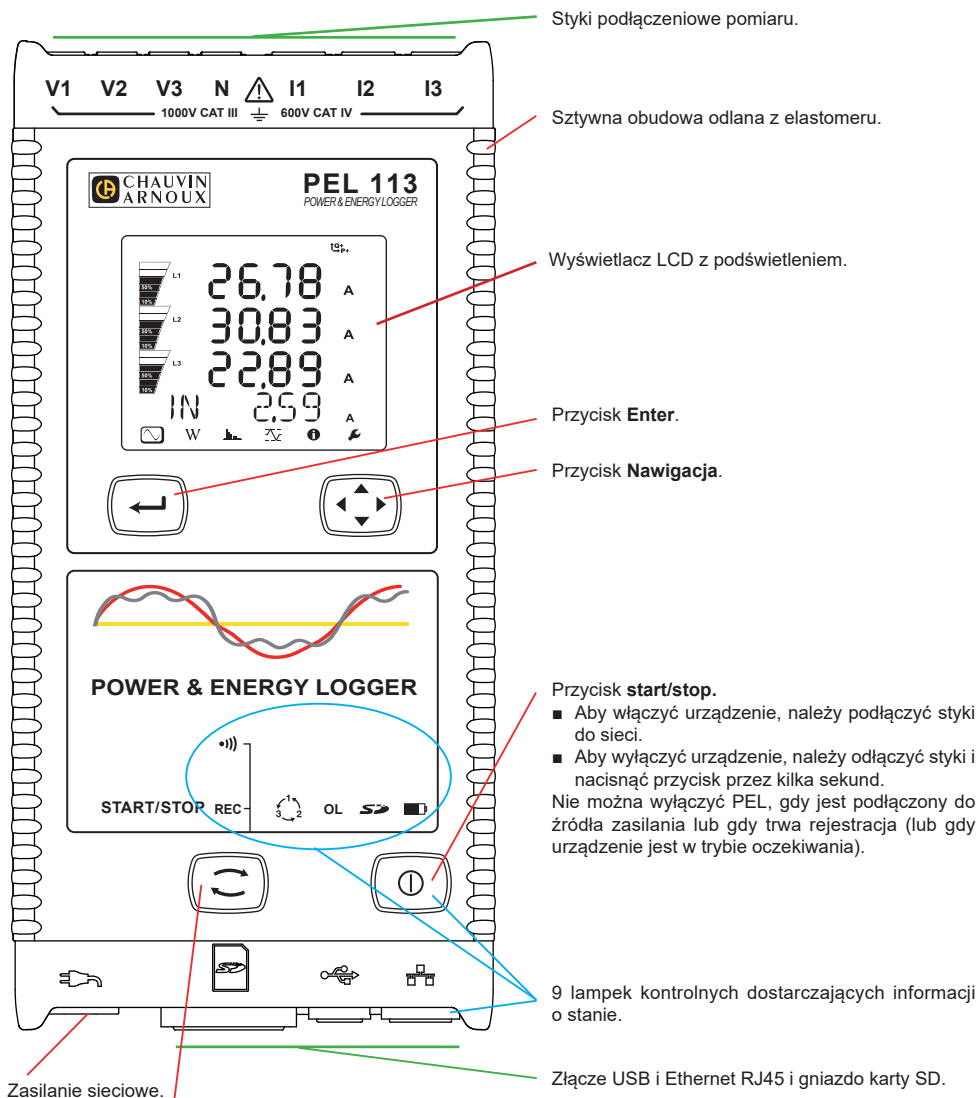 Styki podłączeniowe pomiaru.
V1 V2 V3 N I1 I2 I3
1000V CAT III 600V CAT IV
Sztywna obudowa odlana z elastomeru.
CHAUVIN
ARNOUX
PEL 113
POWER & ENERGY LOGGER
Wyświetlacz LCD z podświetleniem.
L1
50%
10%
26.78 A
L2
50%
10%
30.83 A
L3
50%
10%
22.89 A
IN 2.59 A
W
Przycisk Enter.
Przycisk Nawigacja.
POWER & ENERGY LOGGER
START/STOP REC
1
3 2
OL
SD
Przycisk start/stop.
■ Aby włączyć urządzenie, należy podłączyć styki
do sieci.
■ Aby wyłączyć urządzenie, należy odłączyć styki i
nacisnąć przycisk przez kilka sekund.
Nie można wyłączyć PEL, gdy jest podłączony do
źródła zasilania lub gdy trwa rejestracja (lub gdy
urządzenie jest w trybie oczekiwania).
SD
9 lampek kontrolnych dostarczających informacji
o stanie.
Złącze USB i Ethernet RJ45 i gniazdo karty SD.
Zasilanie sieciowe.